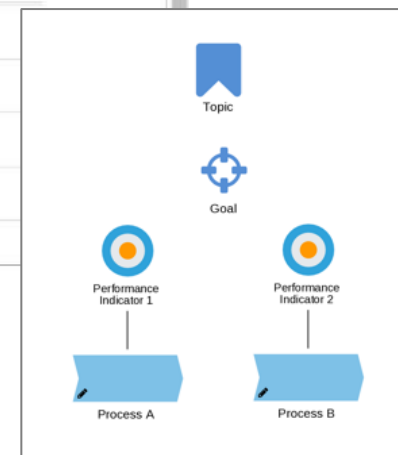 Topic
Goal
Performance
Indicator 1
Performance
Indicator 2
Process A
Process B